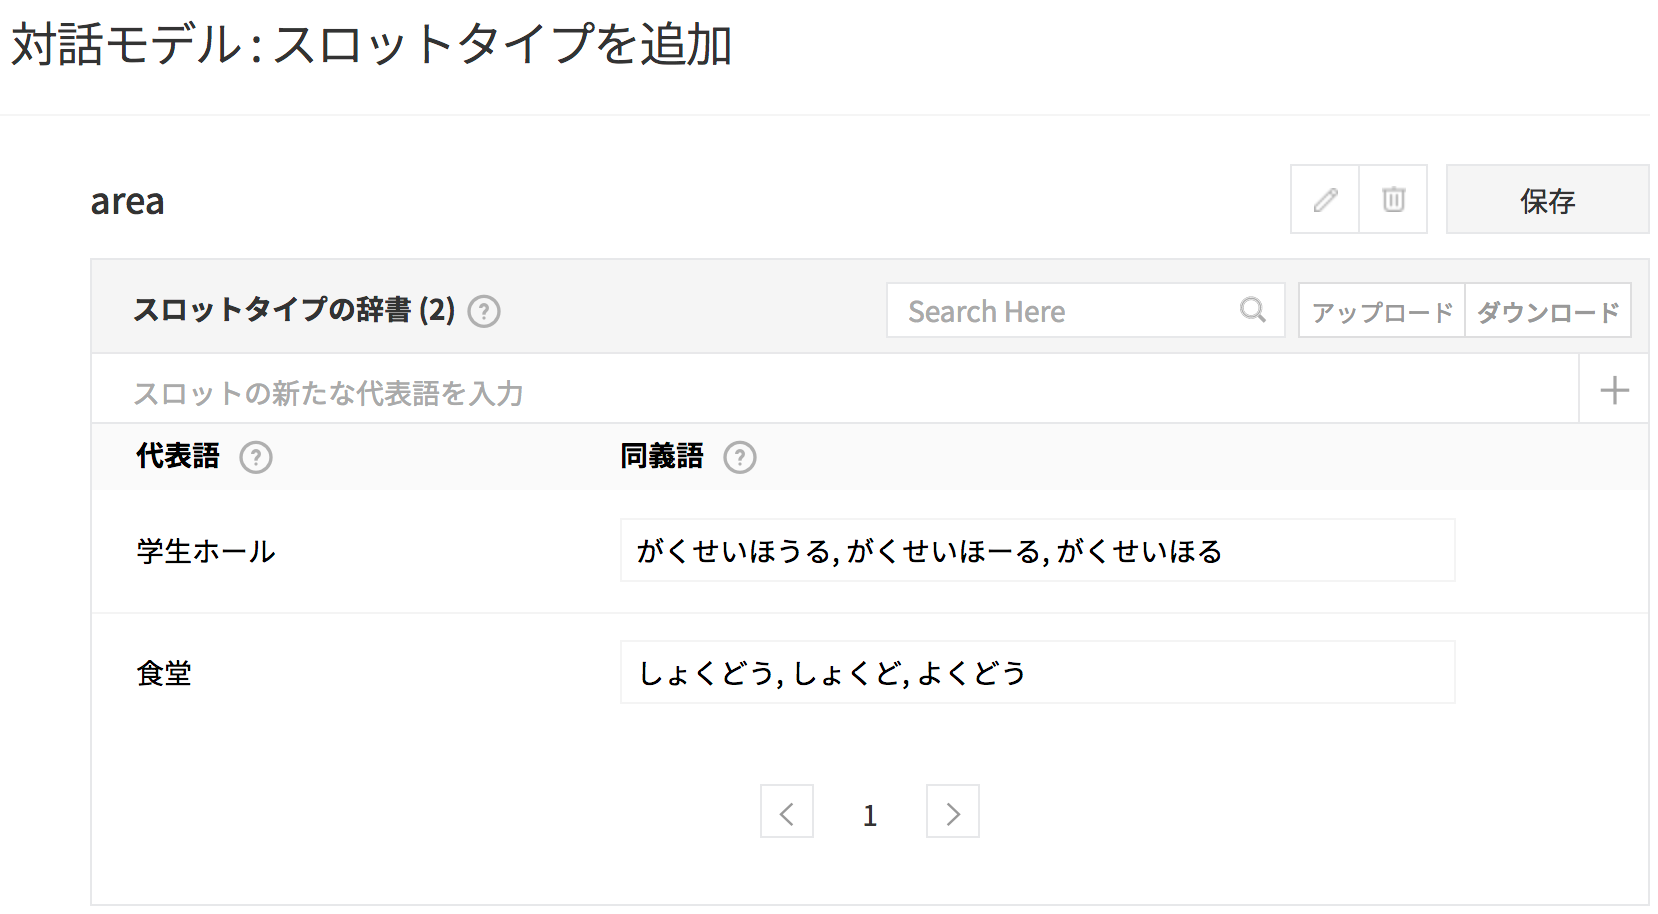 対話モデル : スロットタイプを追加
area
保存
スロットタイプの辞書 (2) ?
Search Here
アップロード ダウンロード
スロットの新たな代表語を入力
代表語 ? 同義語 ?
学生ホール がくせいほうる, がくせいほーる, がくせいほる
食堂 しょくどう, しょくど, よくどう
1